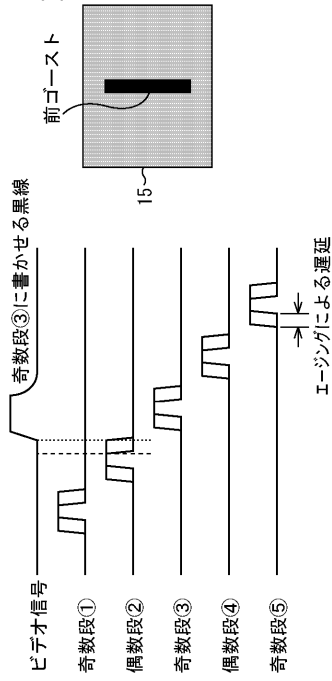 ビデオ信号
奇数段③に書かせる黒線
奇数段①
偶数段②
奇数段③
偶数段④
奇数段⑤
エージングによる遅延
前ゴースト
15